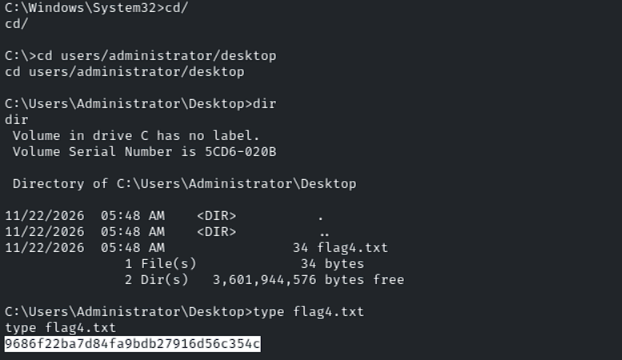 C:\Windows\System32>cd/
cd/
C:\>cd users/administrator/desktop
cd users/administrator/desktop
C:\Users\Administrator\Desktop>dir
dir
 Volume in drive C has no label.
 Volume Serial Number is 5CD6-020B
 Directory of C:\Users\Administrator\Desktop
11/22/2026  05:48 AM    <DIR>          .
11/22/2026  05:48 AM    <DIR>          ..
11/22/2026  05:48 AM                34 flag4.txt
               1 File(s)             34 bytes
               2 Dir(s)   3,601,944,576 bytes free
C:\Users\Administrator\Desktop>type flag4.txt
type flag4.txt
9686f22ba7d84fa9bdb27916d56c354c